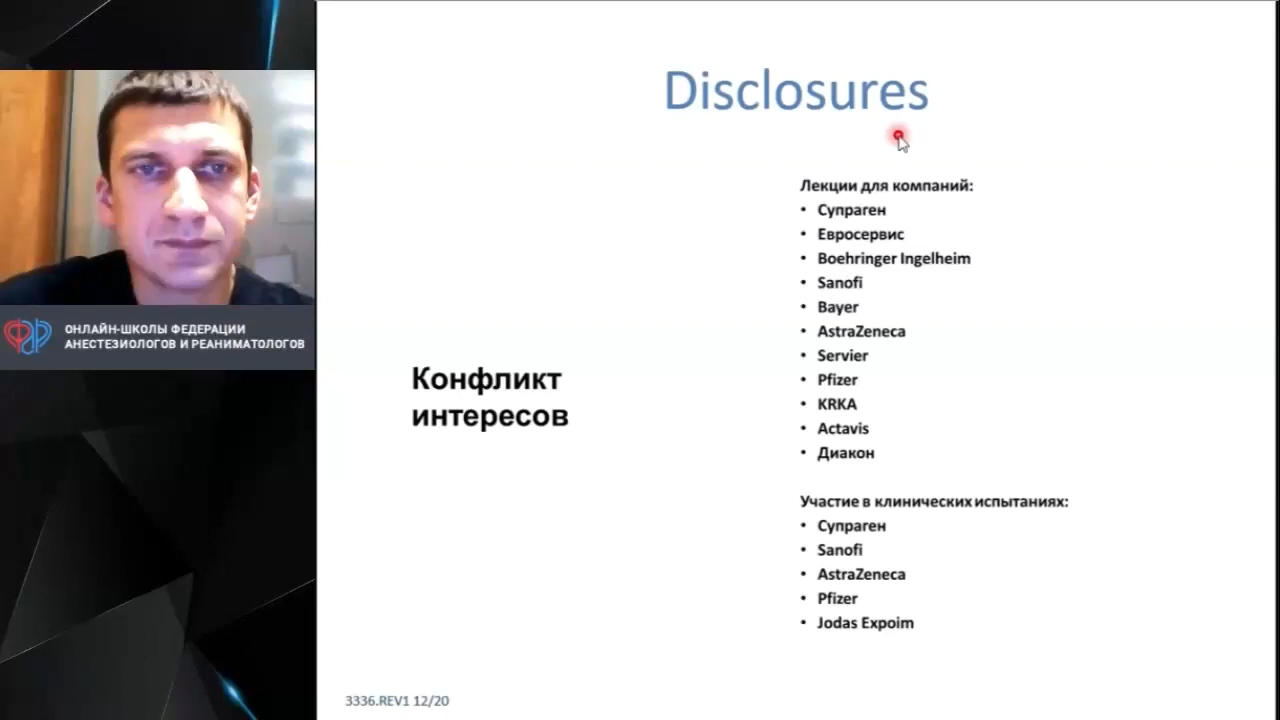 Disclosures
ОНЛАЙН-ШКОЛЫ ФЕДЕРАЦИИ
АНЕСТЕЗИОЛОГОВ И РЕАНИМАТОЛОГОВ
Конфликт
интересов
Лекции для компаний:
• Супраген
• Евросервис
• Boehringer Ingelheim
• Sanofi
• Bayer
• AstraZeneca
• Servier
• Pfizer
• KRKA
• Actavis
• Диакон
Участие в клинических испытаниях:
• Супраген
• Sanofi
• AstraZeneca
• Pfizer
• Jodas Expoim
3336.REV1 12/20